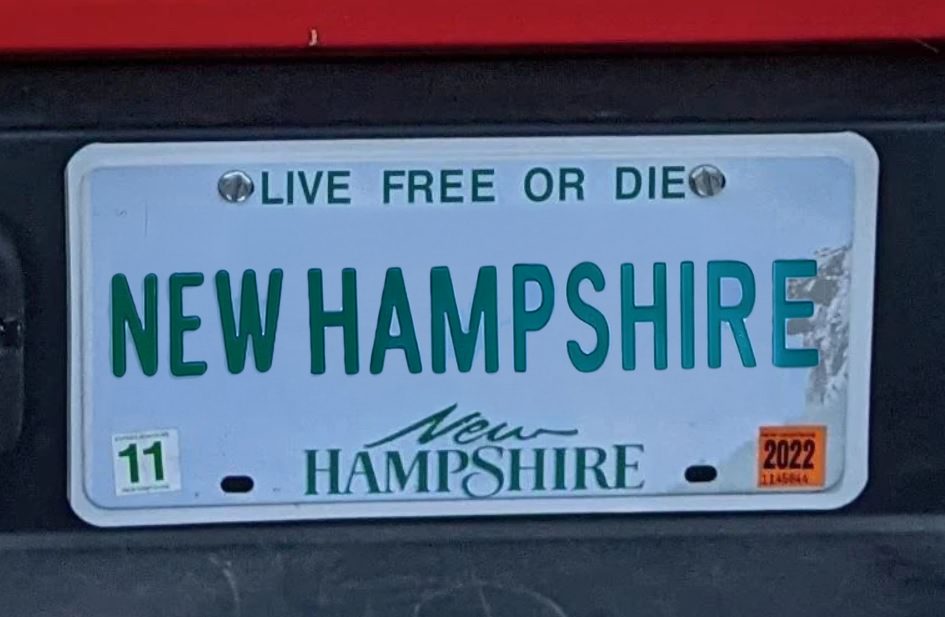 LIVE FREE OR DIE
NEW HAMPSHIRE
New
HAMPSHIRE
11
2022